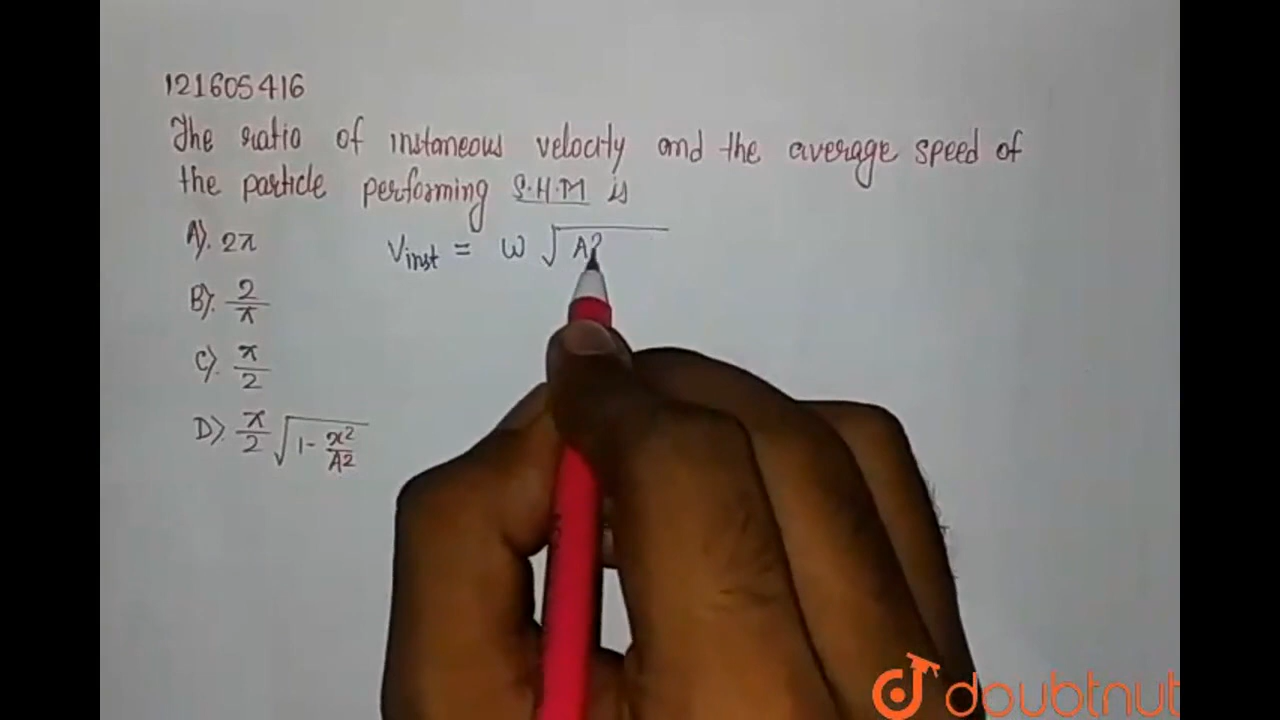 121605416
The ratio of instaneous velocity and the average speed of
the particle performing S.H.M is
A). 2π
B). 2/π
C). π/2
D). π/2 √1-x²/A²
Vinst = ω √A²
doubtnut